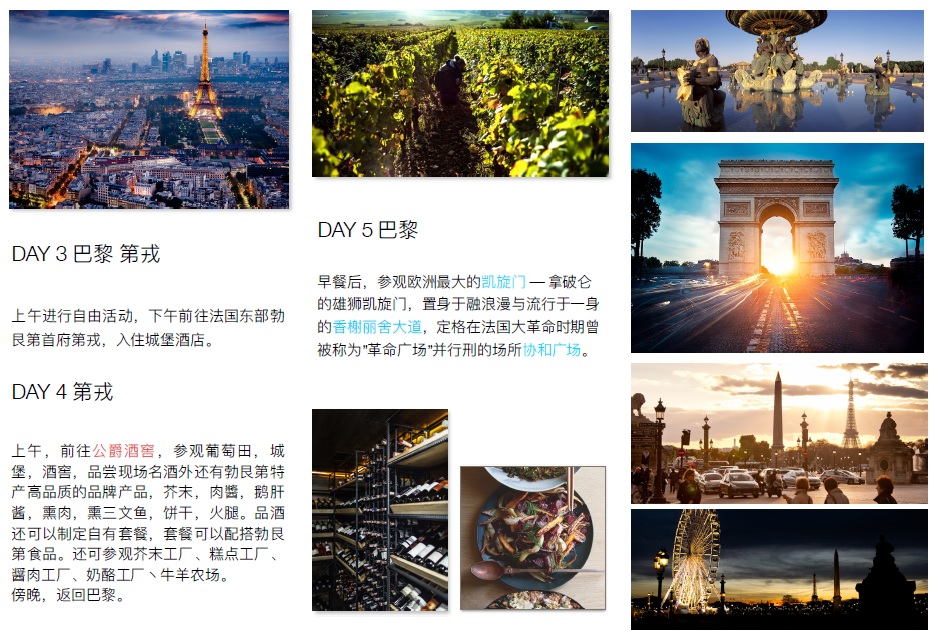 DAY 3 巴黎 第戎
上午进行自由活动，下午前往法国东部勃
艮第首府第戎，入住城堡酒店。
DAY 4 第戎
上午，前往公爵酒窖，参观葡萄田，城
堡，酒窖，品尝现场名酒外还有勃艮第特
产高品质的品牌产品，芥末，肉醬，鹅肝
酱，熏肉，熏三文鱼，饼干，火腿。品酒
还可以制定自有套餐，套餐可以配搭勃艮
第食品。还可参观芥末工厂、糕点工厂、
醤肉工厂、奶酪工厂丶牛羊农场。
傍晚，返回巴黎。
DAY 5 巴黎
早餐后，参观欧洲最大的凯旋门 — 拿破仑
的雄狮凯旋门，置身于融浪漫与流行于一身
的香榭丽舍大道，定格在法国大革命时期曾
被称为"革命广场"并行刑的场所协和广场。